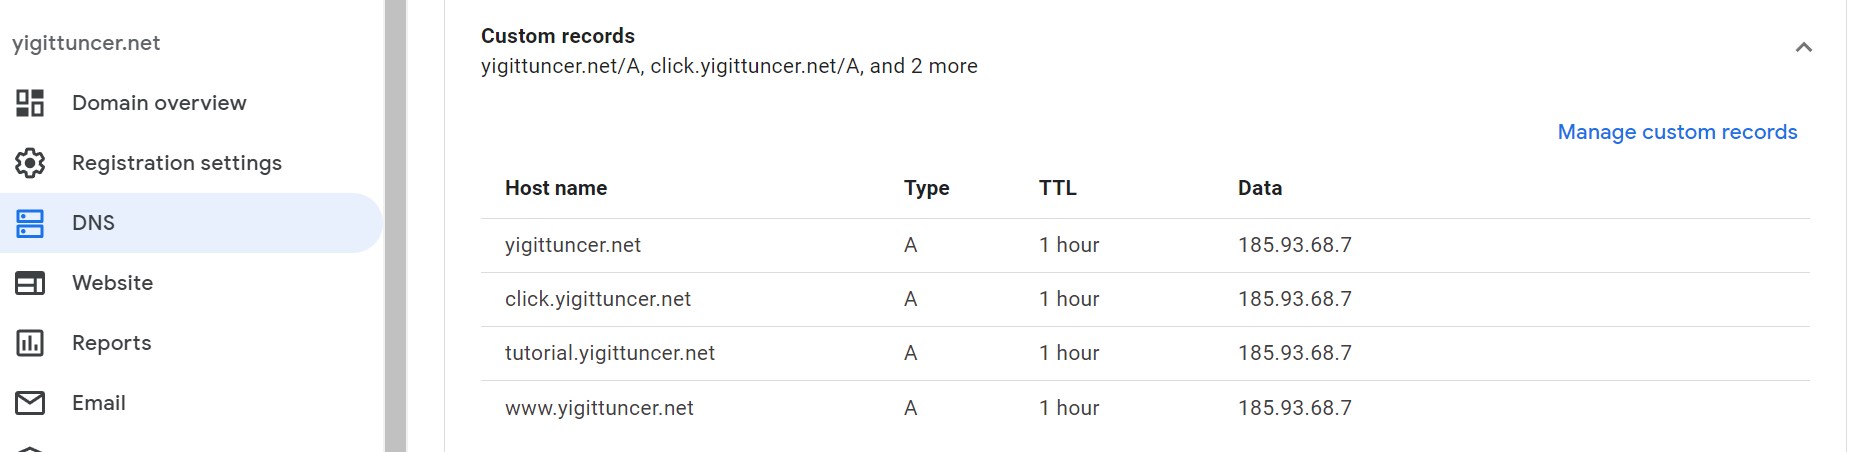 yigittuncer.net
Domain overview
Registration settings
DNS
Website
Reports
Email
Custom records
yigittuncer.net/A, click.yigittuncer.net/A, and 2 more
Manage custom records
Host name Type TTL Data
yigittuncer.net A 1 hour 185.93.68.7
click.yigittuncer.net A 1 hour 185.93.68.7
tutorial.yigittuncer.net A 1 hour 185.93.68.7
www.yigittuncer.net A 1 hour 185.93.68.7